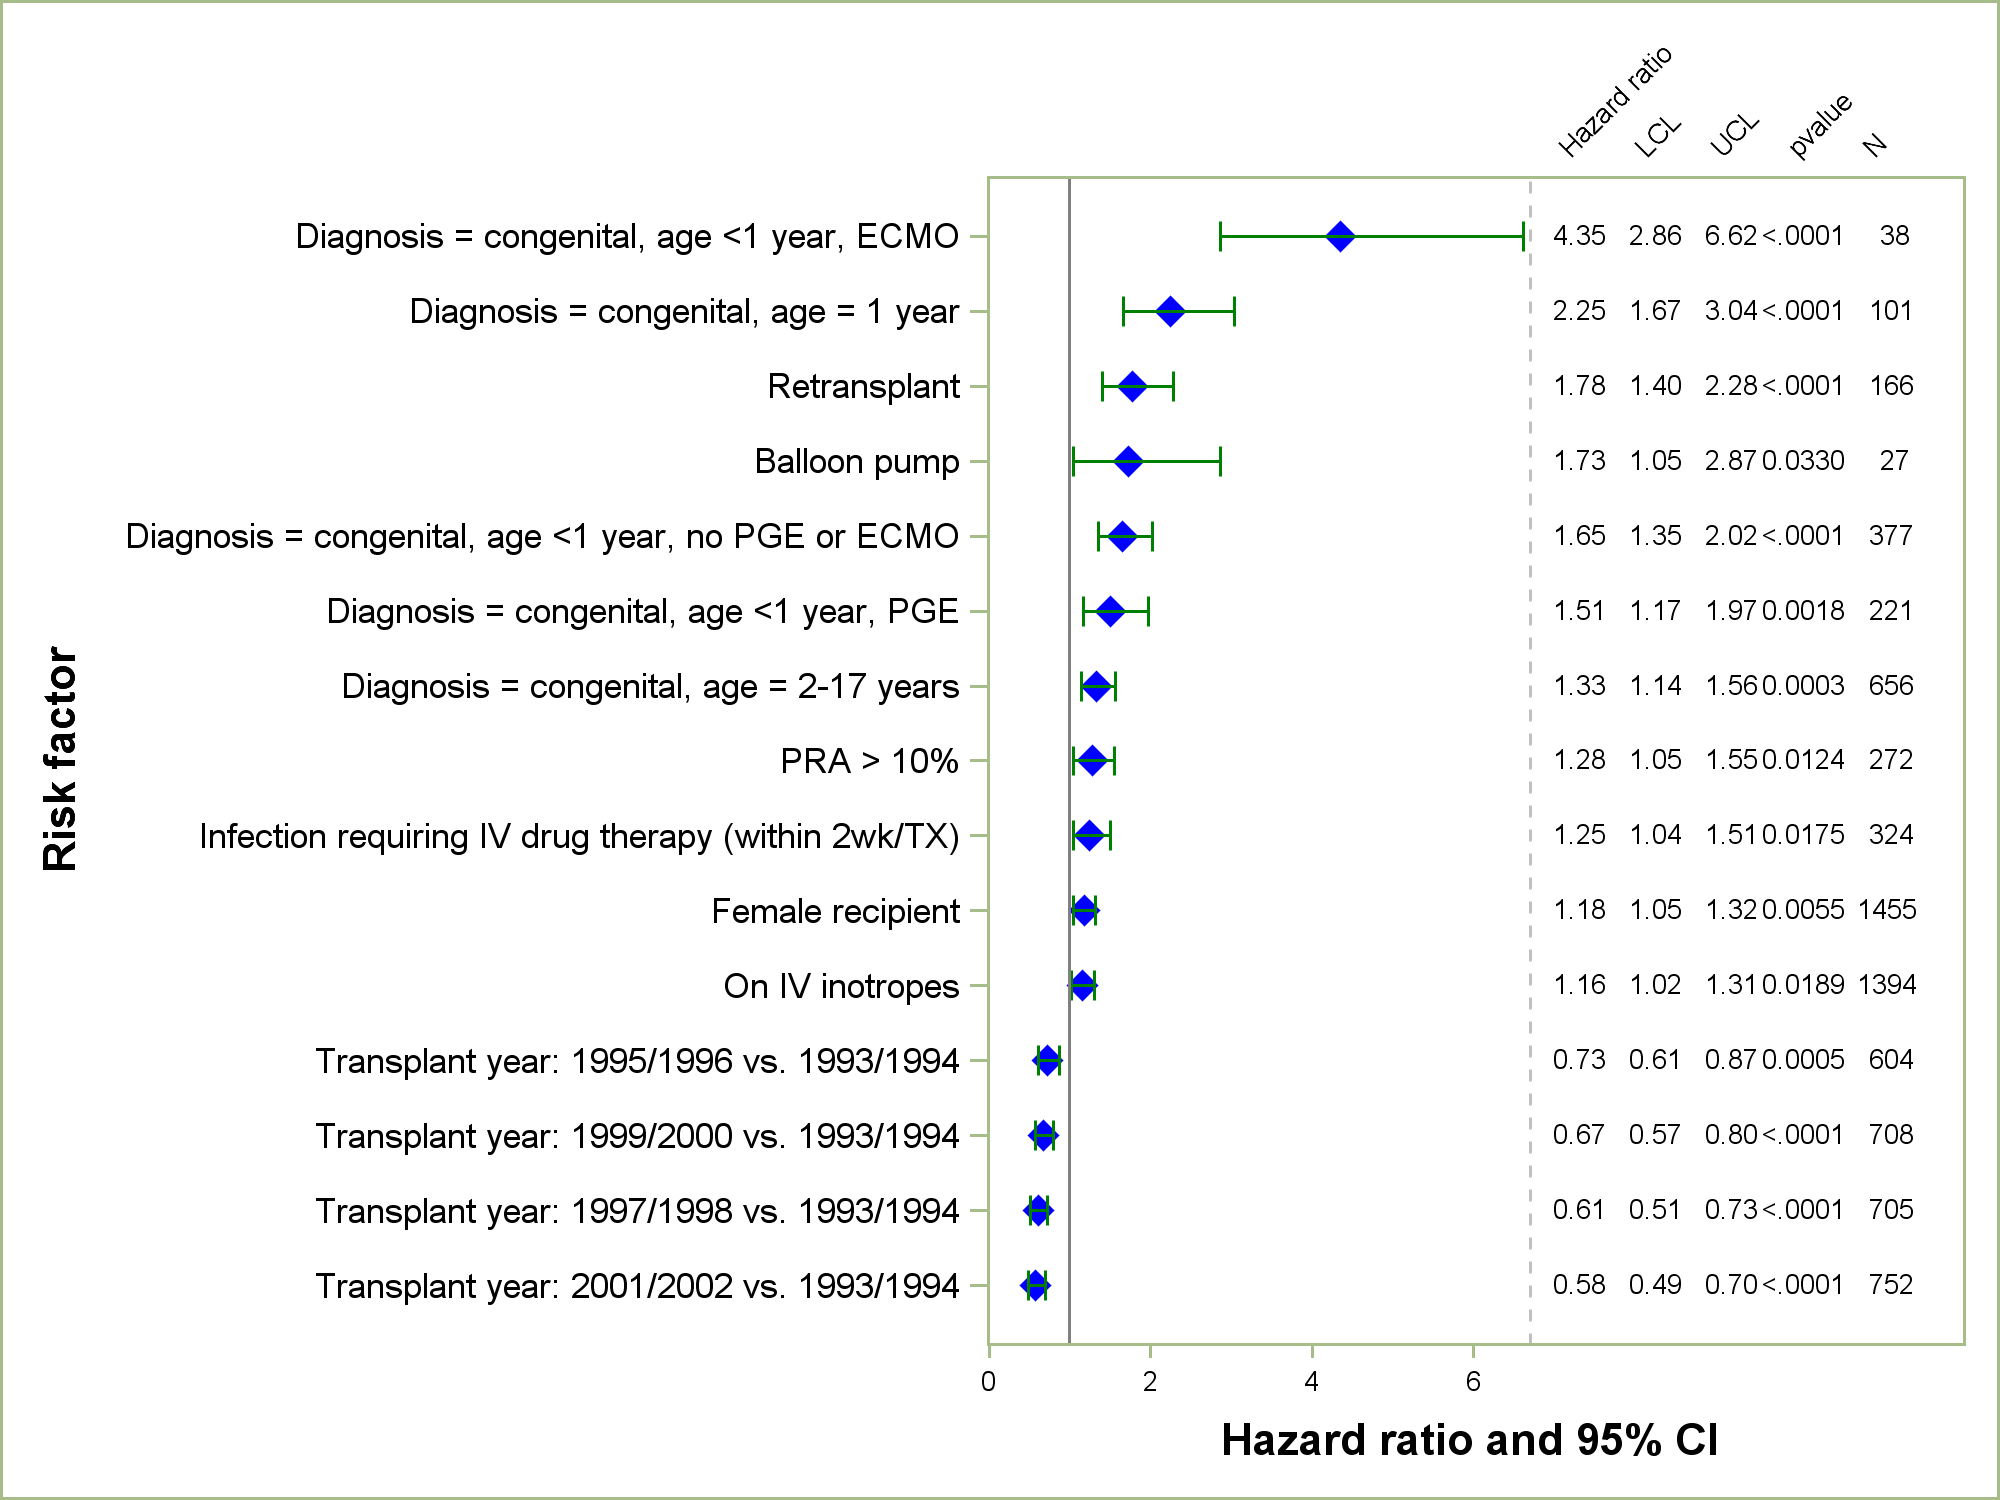 Hazard ratio LCL UCL pvalue N
Diagnosis = congenital, age <1 year, ECMO 4.35 2.86 6.62 <.0001 38
Diagnosis = congenital, age = 1 year 2.25 1.67 3.04 <.0001 101
Retransplant 1.78 1.40 2.28 <.0001 166
Balloon pump 1.73 1.05 2.87 0.0330 27
Diagnosis = congenital, age <1 year, no PGE or ECMO 1.65 1.35 2.02 <.0001 377
Diagnosis = congenital, age <1 year, PGE 1.51 1.17 1.97 0.0018 221
Diagnosis = congenital, age = 2-17 years 1.33 1.14 1.56 0.0003 656
PRA > 10% 1.28 1.05 1.55 0.0124 272
Infection requiring IV drug therapy (within 2wk/TX) 1.25 1.04 1.51 0.0175 324
Female recipient 1.18 1.05 1.32 0.0055 1455
On IV inotropes 1.16 1.02 1.31 0.0189 1394
Transplant year: 1995/1996 vs. 1993/1994 0.73 0.61 0.87 0.0005 604
Transplant year: 1999/2000 vs. 1993/1994 0.67 0.57 0.80 <.0001 708
Transplant year: 1997/1998 vs. 1993/1994 0.61 0.51 0.73 <.0001 705
Transplant year: 2001/2002 vs. 1993/1994 0.58 0.49 0.70 <.0001 752
Risk factor
0 2 4 6
Hazard ratio and 95% CI